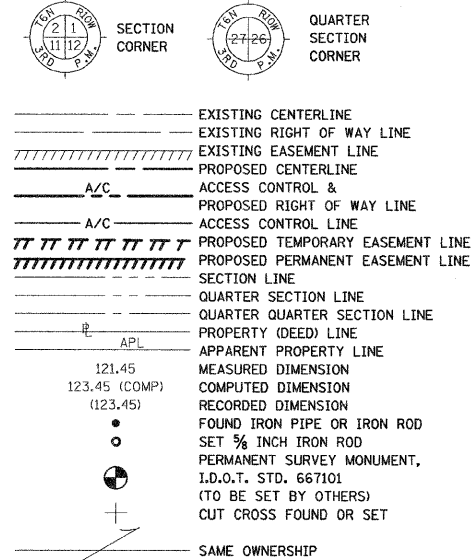 T6N R10W
2 1
11 12
3RD P.M.
SECTION
CORNER
T6N R10W
27 26
3RD P.M.
QUARTER
SECTION
CORNER
EXISTING CENTERLINE
EXISTING RIGHT OF WAY LINE
EXISTING EASEMENT LINE
PROPOSED CENTERLINE
A/C ACCESS CONTROL &
PROPOSED RIGHT OF WAY LINE
A/C ACCESS CONTROL LINE
PROPOSED TEMPORARY EASEMENT LINE
PROPOSED PERMANENT EASEMENT LINE
SECTION LINE
QUARTER SECTION LINE
QUARTER QUARTER SECTION LINE
PL PROPERTY (DEED) LINE
APL APPARENT PROPERTY LINE
121.45 MEASURED DIMENSION
123.45 (COMP) COMPUTED DIMENSION
(123.45) RECORDED DIMENSION
FOUND IRON PIPE OR IRON ROD
SET 5/8 INCH IRON ROD
PERMANENT SURVEY MONUMENT,
I.D.O.T. STD. 667101
(TO BE SET BY OTHERS)
CUT CROSS FOUND OR SET
SAME OWNERSHIP